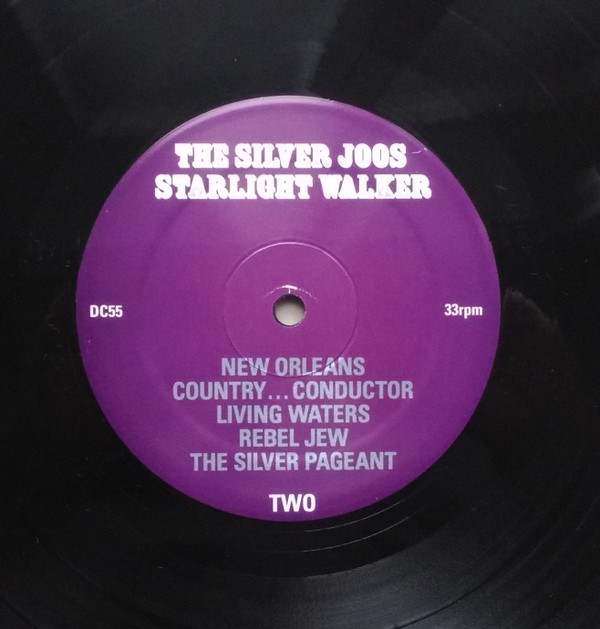 THE SILVER JOOS
STARLIGHT WALKER
DC55
33rpm
NEW ORLEANS
COUNTRY...CONDUCTOR
LIVING WATERS
REBEL JEW
THE SILVER PAGEANT
TWO